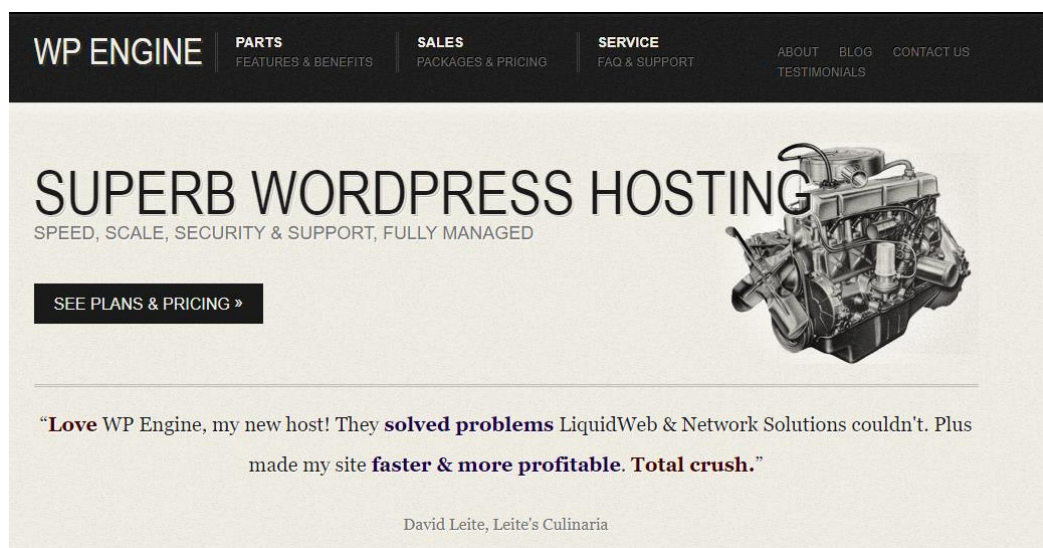 WP ENGINE
PARTS
FEATURES & BENEFITS
SALES
PACKAGES & PRICING
SERVICE
FAQ & SUPPORT
ABOUT BLOG CONTACT US
TESTIMONIALS
SUPERB WORDPRESS HOSTING
SPEED, SCALE, SECURITY & SUPPORT, FULLY MANAGED
SEE PLANS & PRICING »
“Love WP Engine, my new host! They solved problems LiquidWeb & Network Solutions couldn't. Plus
made my site faster & more profitable. Total crush.”
David Leite, Leite's Culinaria